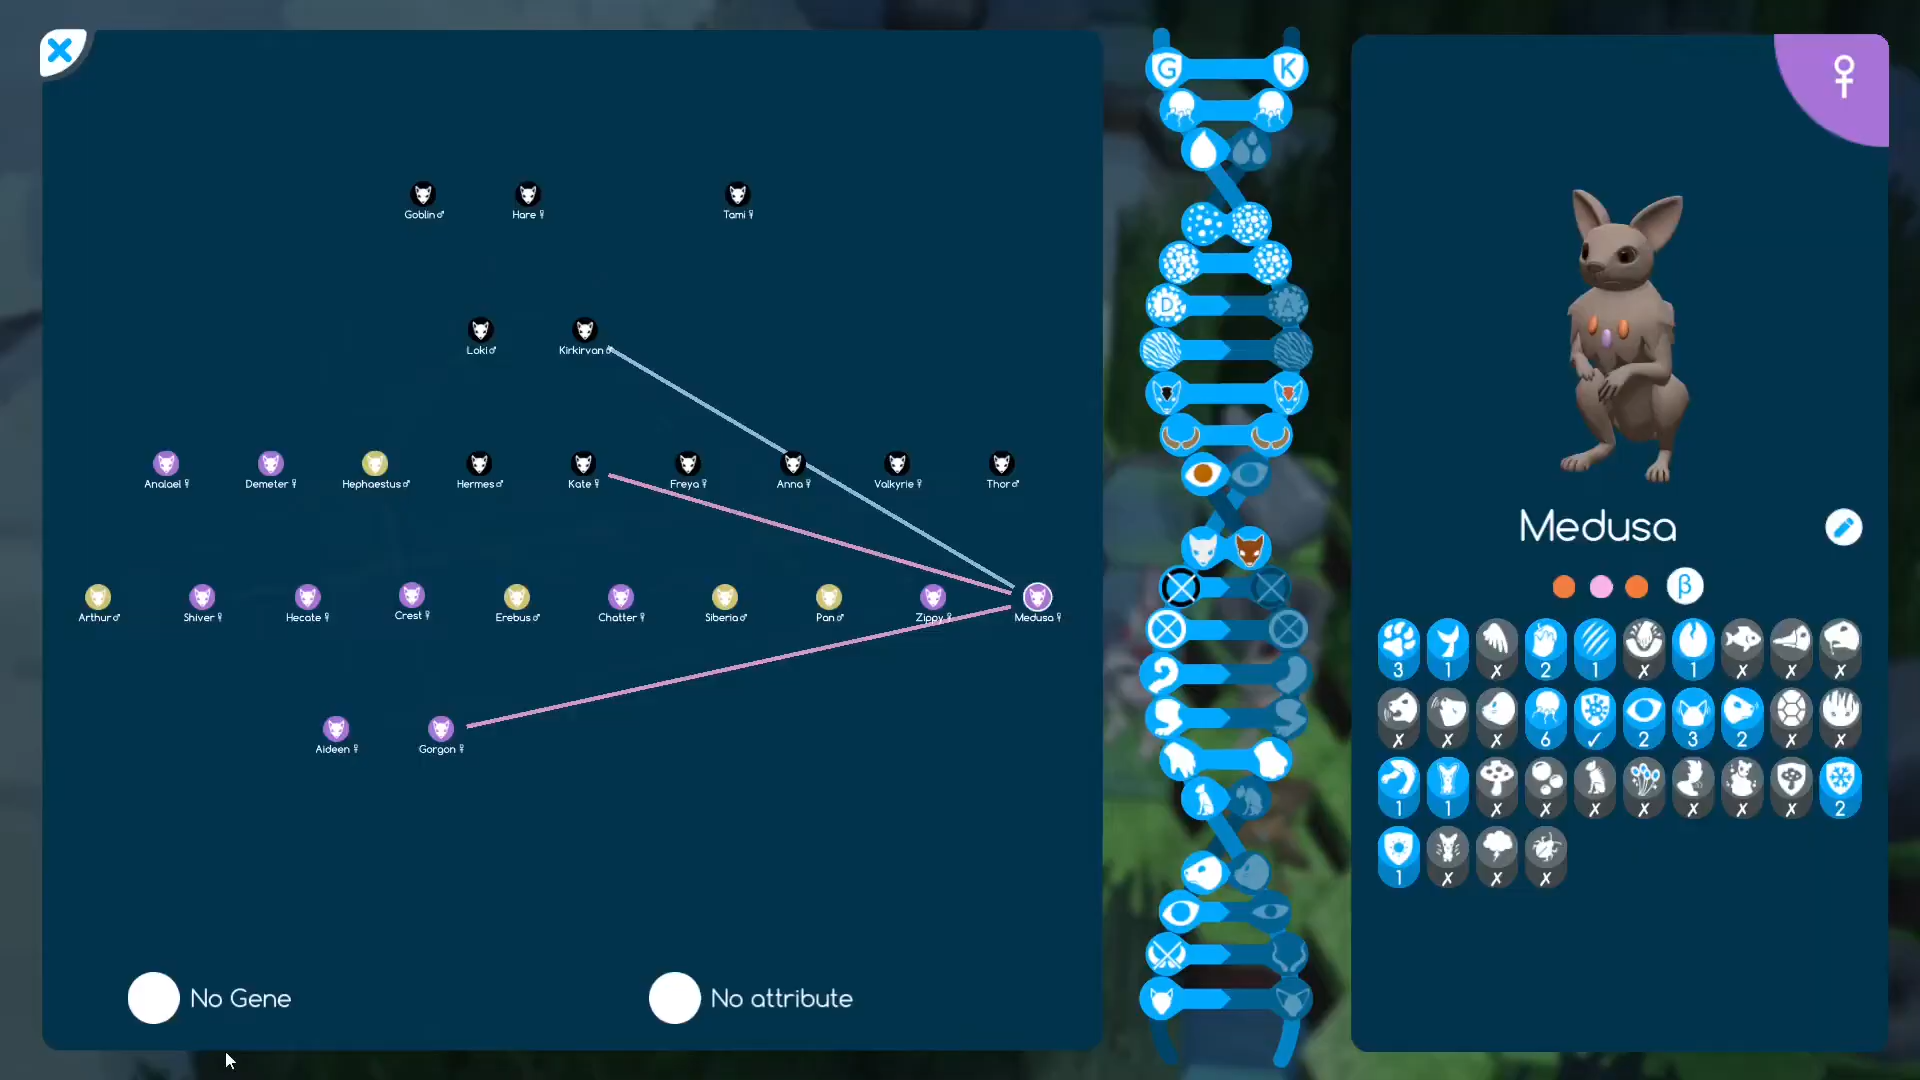 Goblin♂ Hare♀ Tami♀
Loki♂ Kirkirvan♂
Analael♀ Demeter♀ Hephaestus♂ Hermes♂ Kate♀ Freya♀ Anna♀ Valkyrie♀ Thor♂
Arthur♂ Shiver♀ Hecate♀ Crest♀ Erebus♂ Chatter♀ Siberia♂ Pan♂ Zippy♀ Medusa♀
Aideen♀ Gorgon♀
No Gene No attribute
G K
D A
♀
Medusa
β
3 1 ✗ 2 1 ✗ 1 ✗ ✗ ✗
✗ ✗ ✗ 6 ✓ 2 3 2 ✗ ✗
1 1 ✗ ✗ ✗ ✗ ✗ ✗ ✗ 2
1 ✗ ✗ ✗